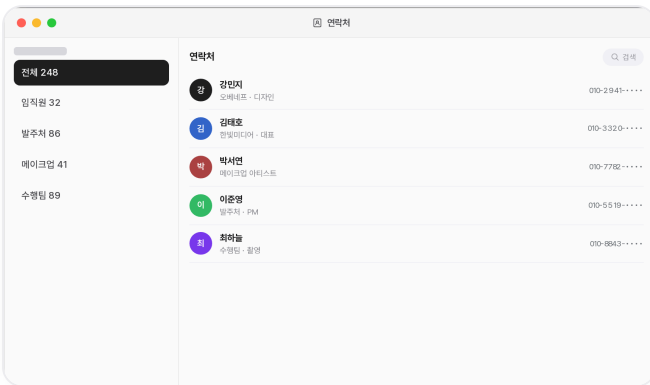 연락처
전체 248
임직원 32
발주처 86
메이크업 41
수행팀 89
연락처
검색
강
강민지
오베네프 · 디자인
010-2941-····
김
김태호
한빛미디어 · 대표
010-3320-····
박
박서연
메이크업 아티스트
010-7782-····
이
이준영
발주처 · PM
010-5519-····
최
최하늘
수행팀 · 촬영
010-8843-····